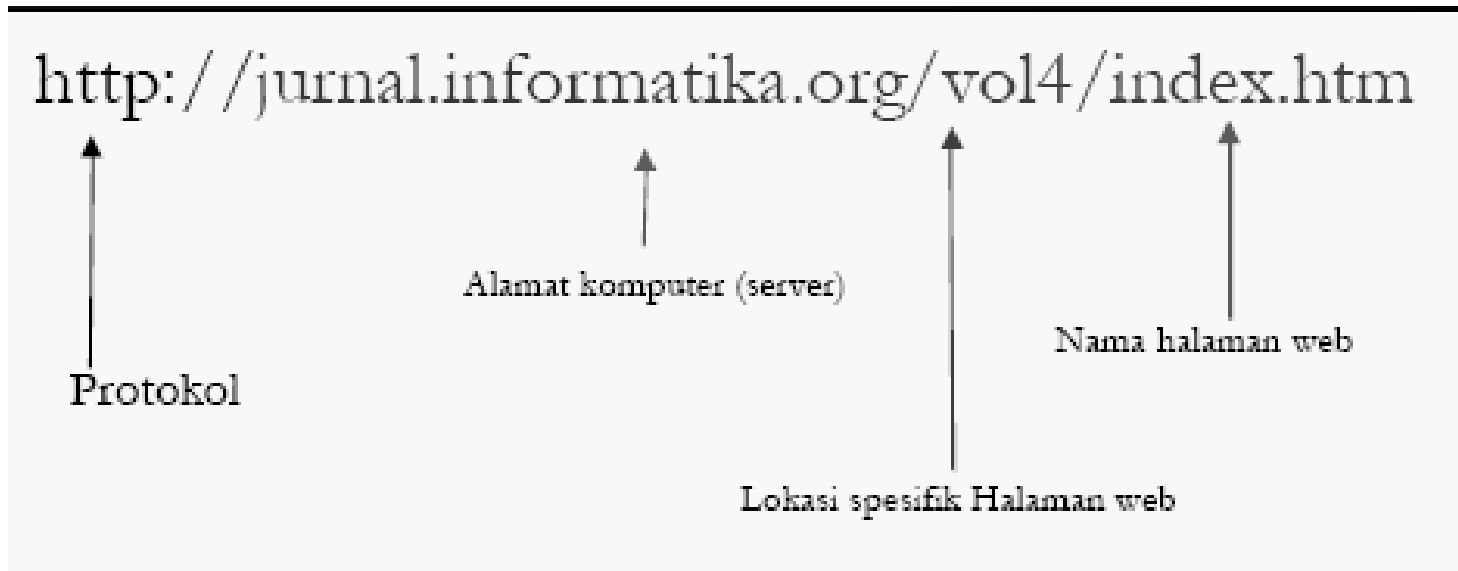 http://jurnal.informatika.org/vol4/index.htm
Alamat komputer (server)
Nama halaman web
Protokol
Lokasi spesifik Halaman web